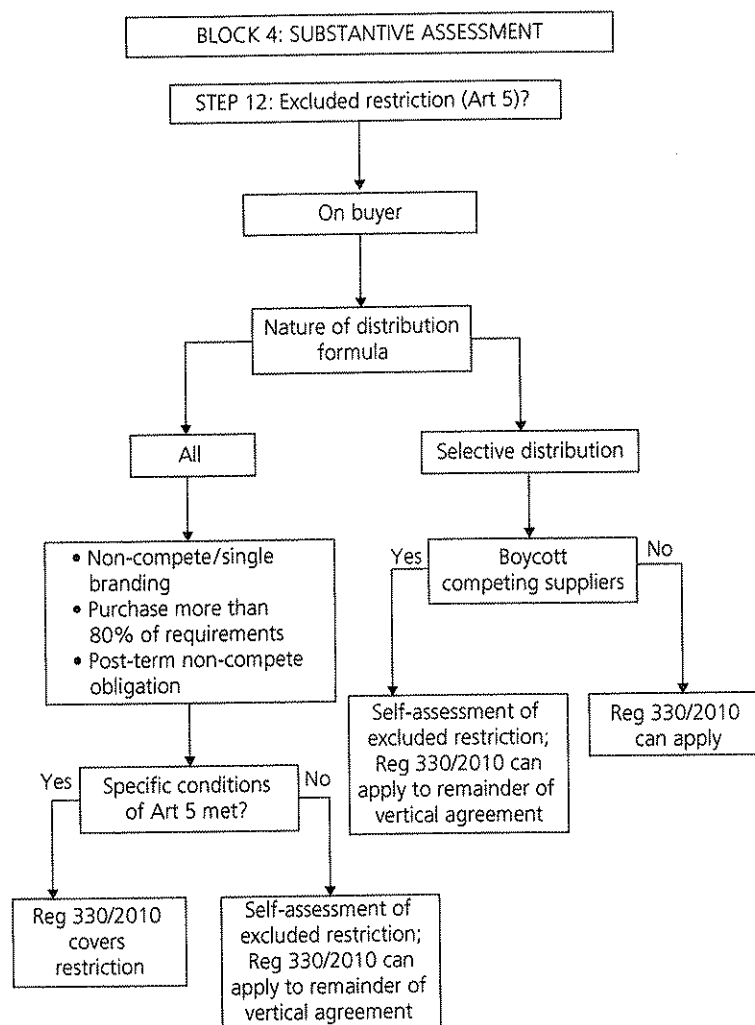 BLOCK 4: SUBSTANTIVE ASSESSMENT
STEP 12: Excluded restriction (Art 5)?
On buyer
Nature of distribution
formula
All
Selective distribution
• Non-compete/single
branding
• Purchase more than
80% of requirements
• Post-term non-compete
obligation
Yes
Boycott
competing suppliers
No
Self-assessment of
excluded restriction;
Reg 330/2010 can
apply to remainder of
vertical agreement
Reg 330/2010
can apply
Yes
Specific conditions
of Art 5 met?
No
Reg 330/2010
covers
restriction
Self-assessment of
excluded restriction;
Reg 330/2010 can
apply to remainder of
vertical agreement